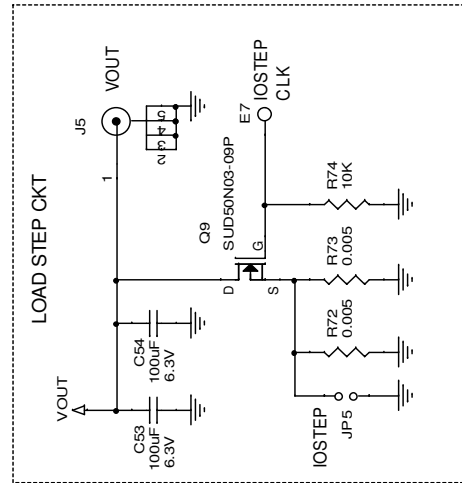 LOAD STEP CKT
VOUT
C53
100uF
6.3V
C54
100uF
6.3V
1
J5
VOUT
5
4
3
2
Q9
SUD50N03-09P
D
G
S
E7
IOSTEP
CLK
IOSTEP
JP5
R72
0.005
R73
0.005
R74
10K